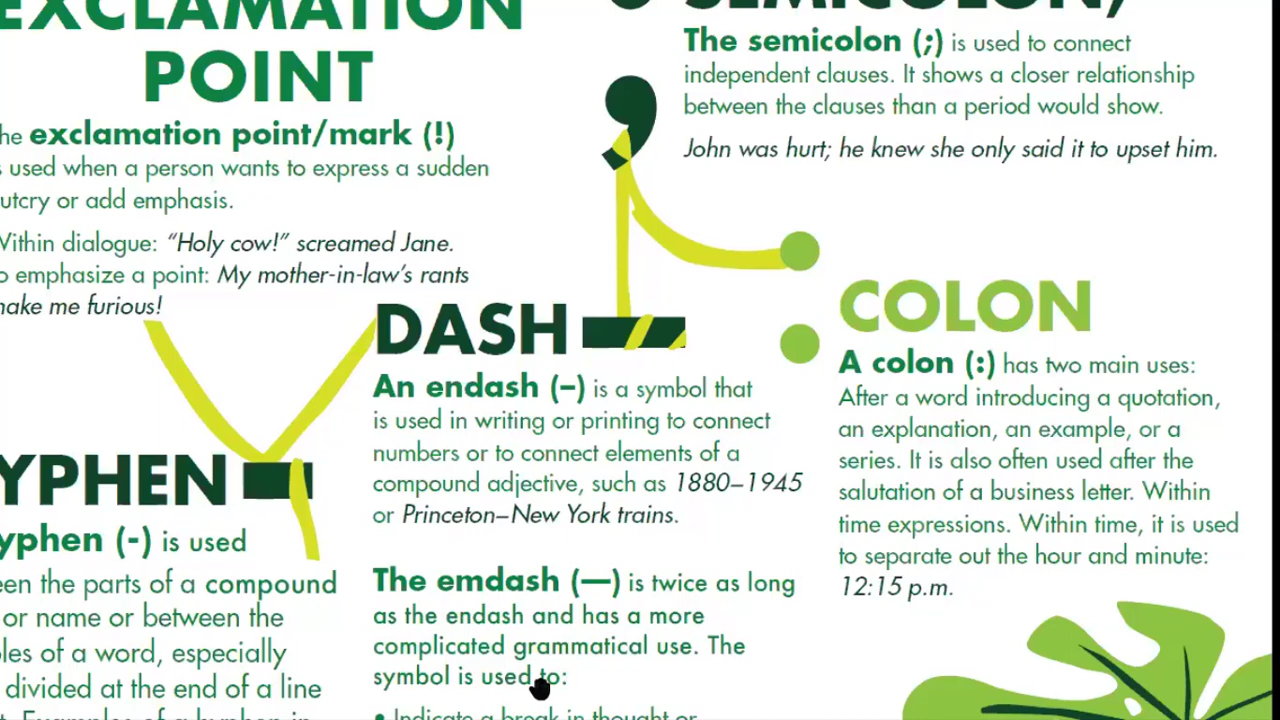 EXCLAMATION
POINT
he exclamation point/mark (!)
s used when a person wants to express a sudden
utcry or add emphasis.
Within dialogue: “Holy cow!” screamed Jane.
o emphasize a point: My mother-in-law’s rants
make me furious!
SEMICOLON;
The semicolon (;) is used to connect
independent clauses. It shows a closer relationship
between the clauses than a period would show.
John was hurt; he knew she only said it to upset him.
YPHEN
yphen (-) is used
een the parts of a compound
or name or between the
les of a word, especially
divided at the end of a line
DASH
An endash (–) is a symbol that
is used in writing or printing to connect
numbers or to connect elements of a
compound adjective, such as 1880–1945
or Princeton–New York trains.
The emdash (—) is twice as long
as the endash and has a more
complicated grammatical use. The
symbol is used to:
• Indicate a break in thought or
COLON
A colon (:) has two main uses:
After a word introducing a quotation,
an explanation, an example, or a
series. It is also often used after the
salutation of a business letter. Within
time expressions. Within time, it is used
to separate out the hour and minute:
12:15 p.m.